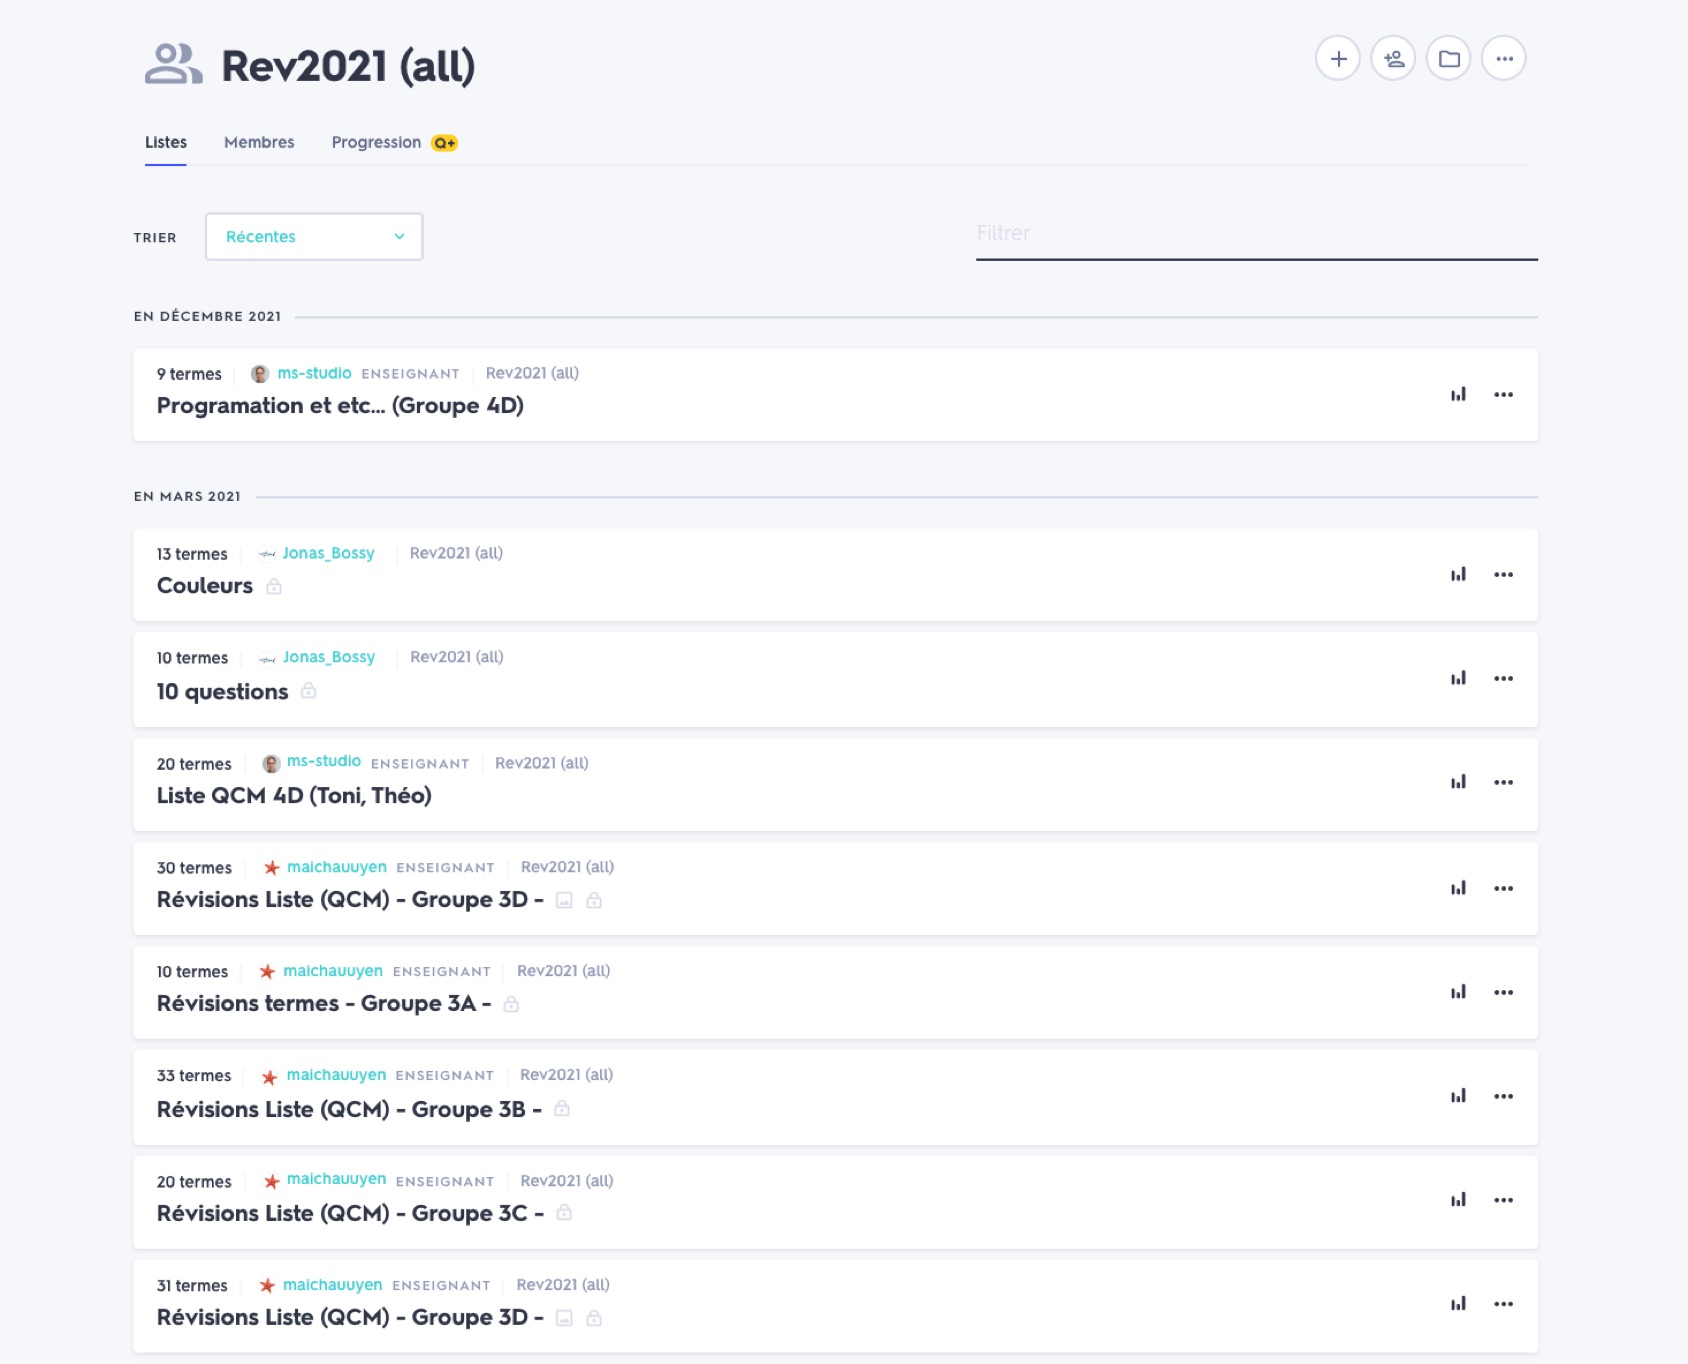 Rev2021 (all)
Listes Membres Progression Q+
TRIER Récentes Filtrer
EN DÉCEMBRE 2021
9 termes ms-studio ENSEIGNANT Rev2021 (all)
Programation et etc... (Groupe 4D)
EN MARS 2021
13 termes Jonas_Bossy Rev2021 (all)
Couleurs
10 termes Jonas_Bossy Rev2021 (all)
10 questions
20 termes ms-studio ENSEIGNANT Rev2021 (all)
Liste QCM 4D (Toni, Théo)
30 termes maichauuyen ENSEIGNANT Rev2021 (all)
Révisions Liste (QCM) - Groupe 3D -
10 termes maichauuyen ENSEIGNANT Rev2021 (all)
Révisions termes - Groupe 3A -
33 termes maichauuyen ENSEIGNANT Rev2021 (all)
Révisions Liste (QCM) - Groupe 3B -
20 termes maichauuyen ENSEIGNANT Rev2021 (all)
Révisions Liste (QCM) - Groupe 3C -
31 termes maichauuyen ENSEIGNANT Rev2021 (all)
Révisions Liste (QCM) - Groupe 3D -